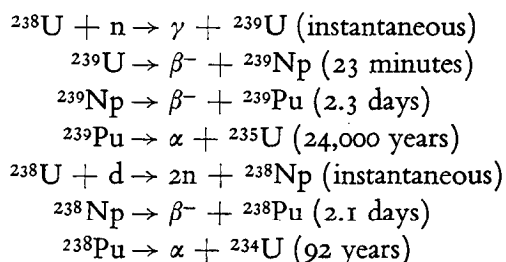 ²³⁸U + n → γ + ²³⁹U (instantaneous)
²³⁹U → β⁻ + ²³⁹Np (23 minutes)
²³⁹Np → β⁻ + ²³⁹Pu (2.3 days)
²³⁹Pu → α + ²³⁵U (24,000 years)
²³⁸U + d → 2n + ²³⁸Np (instantaneous)
²³⁸Np → β⁻ + ²³⁸Pu (2.1 days)
²³⁸Pu → α + ²³⁴U (92 years)